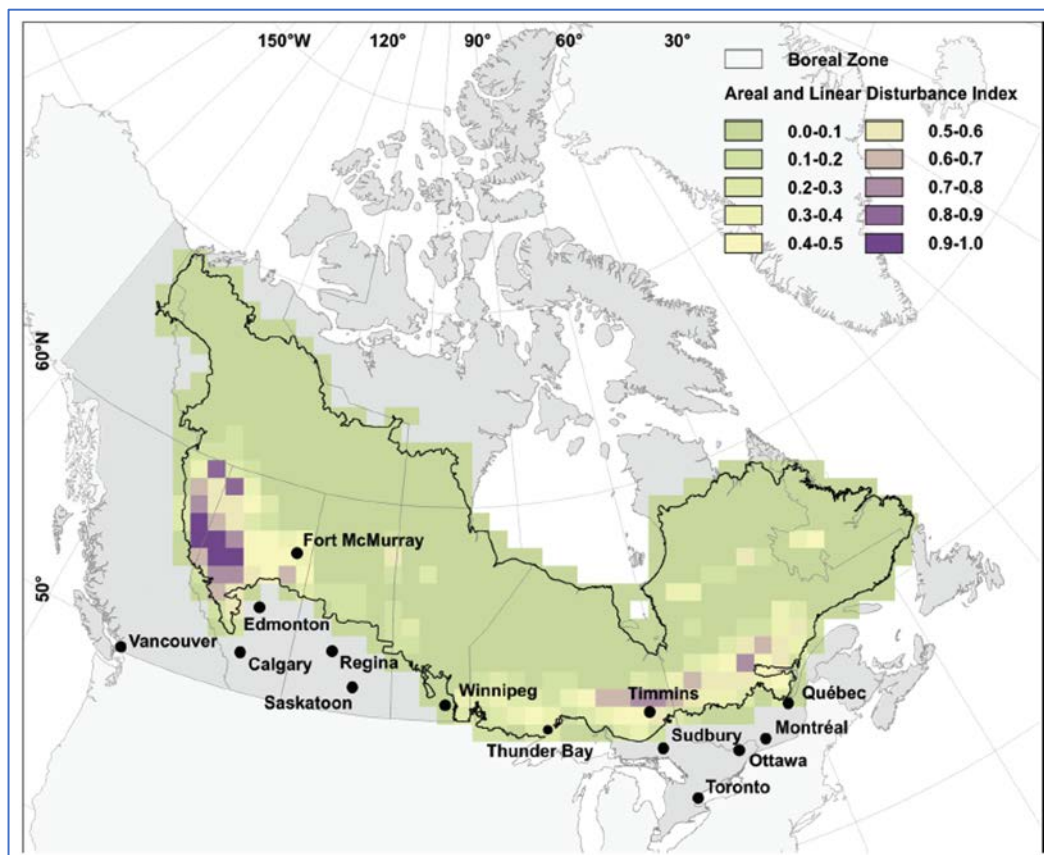 150°W 120° 90° 60° 30°
Boreal Zone
Areal and Linear Disturbance Index
0.0-0.1 0.5-0.6
0.1-0.2 0.6-0.7
0.2-0.3 0.7-0.8
0.3-0.4 0.8-0.9
0.4-0.5 0.9-1.0
60°N
50°
Fort McMurray
Edmonton
Vancouver
Calgary
Regina
Saskatoon
Winnipeg
Timmins
Québec
Thunder Bay
Sudbury
Montréal
Ottawa
Toronto